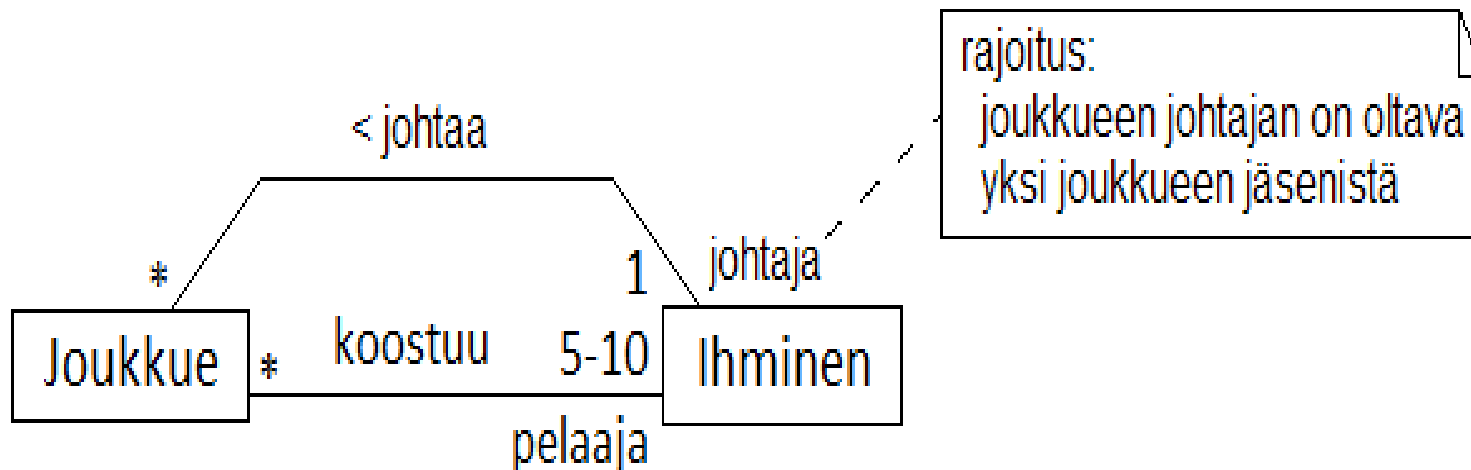 rajoitus:
joukkueen johtajan on oltava
yksi joukkueen jäsenistä
< johtaa
johtaja
* 1
Joukkue * koostuu 5-10 Ihminen
pelaaja